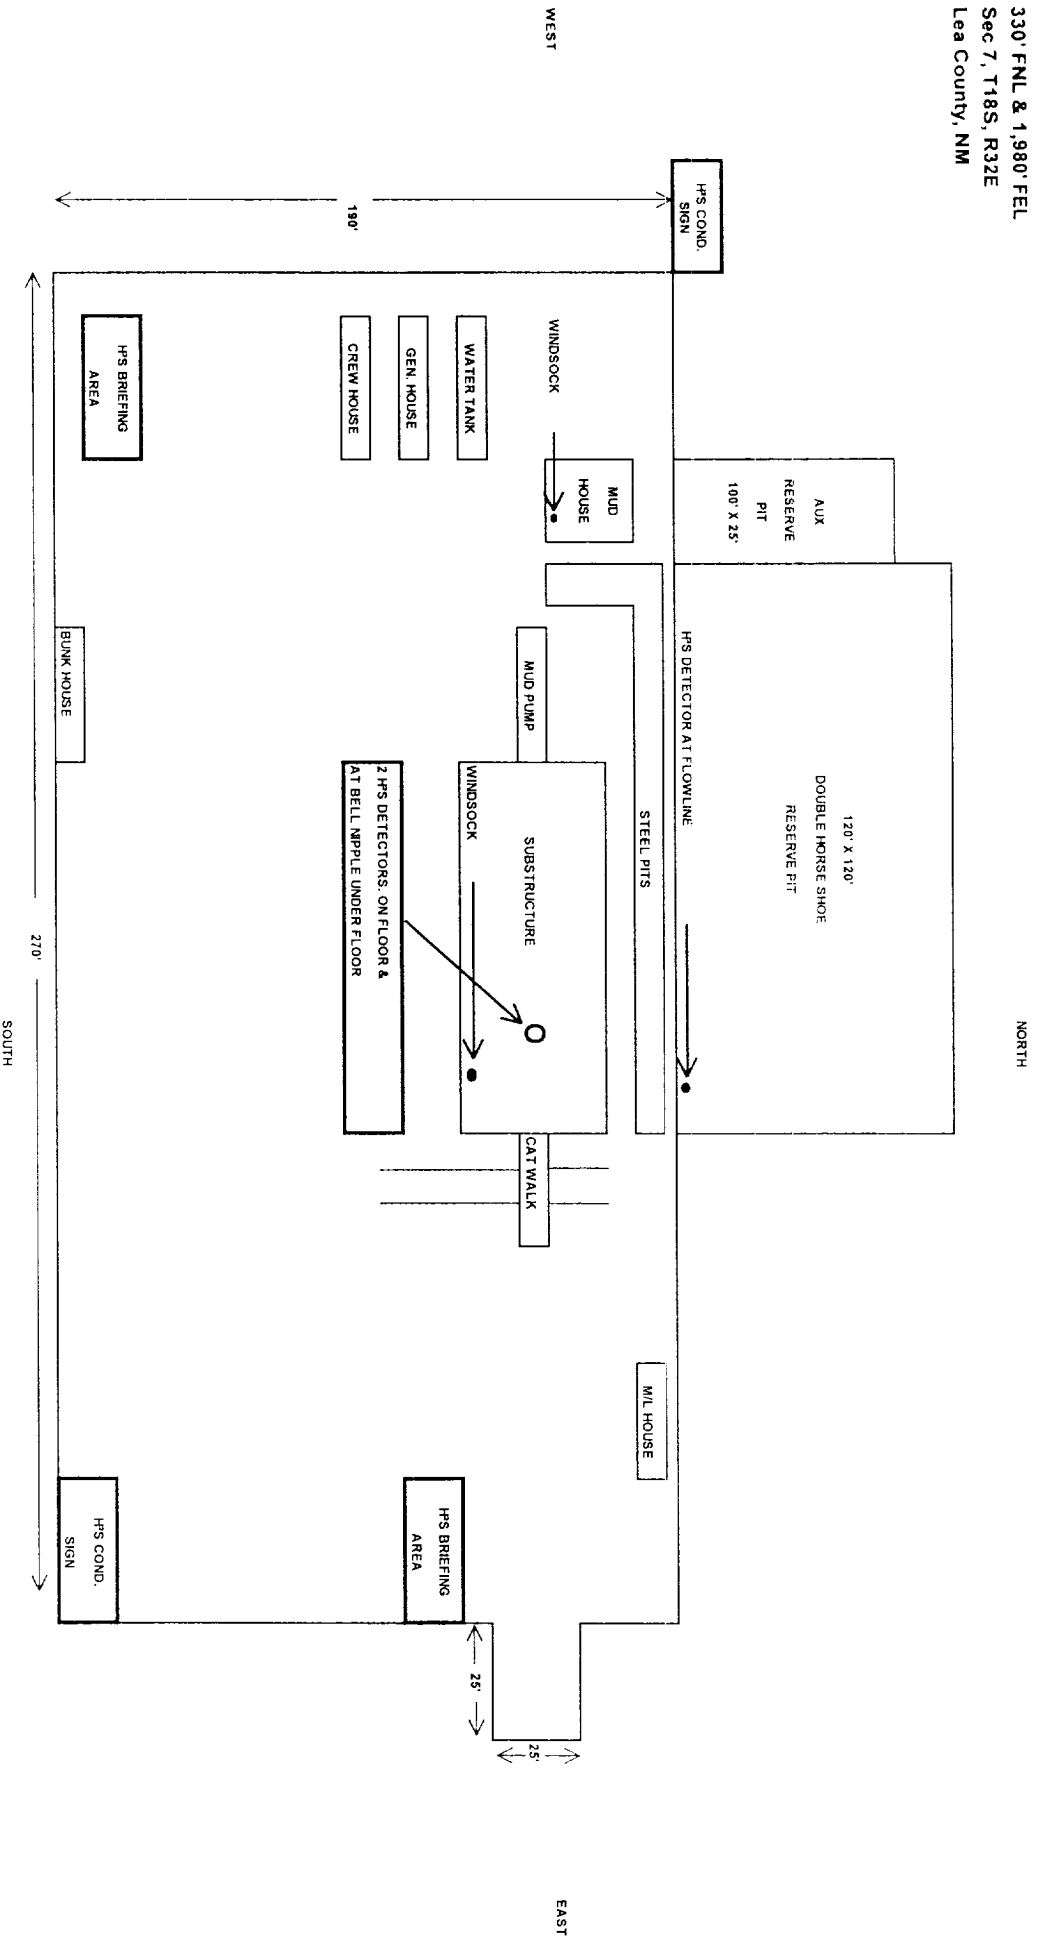 330' FNL & 1,980' FEL
Sec 7, T18S, R32E
Lea County, NM
NORTH
120' X 120'
DOUBLE HORSE SHOE
RESERVE PIT
AUX
RESERVE
PIT
100' X 25'
H²S COND.
SIGN
H²S DETECTOR AT FLOWLINE
STEEL PITS
M/L HOUSE
MUD
HOUSE
WEST
WINDSOCK
MUD PUMP
SUBSTRUCTURE
CAT WALK
25'
EAST
WATER TANK
WINDSOCK
25'
GEN. HOUSE
H²S BRIEFING
AREA
2 H²S DETECTORS. ON FLOOR &
AT BELL NIPPLE UNDER FLOOR
CREW HOUSE
190'
H²S BRIEFING
AREA
H²S COND.
SIGN
BUNK HOUSE
270'
SOUTH